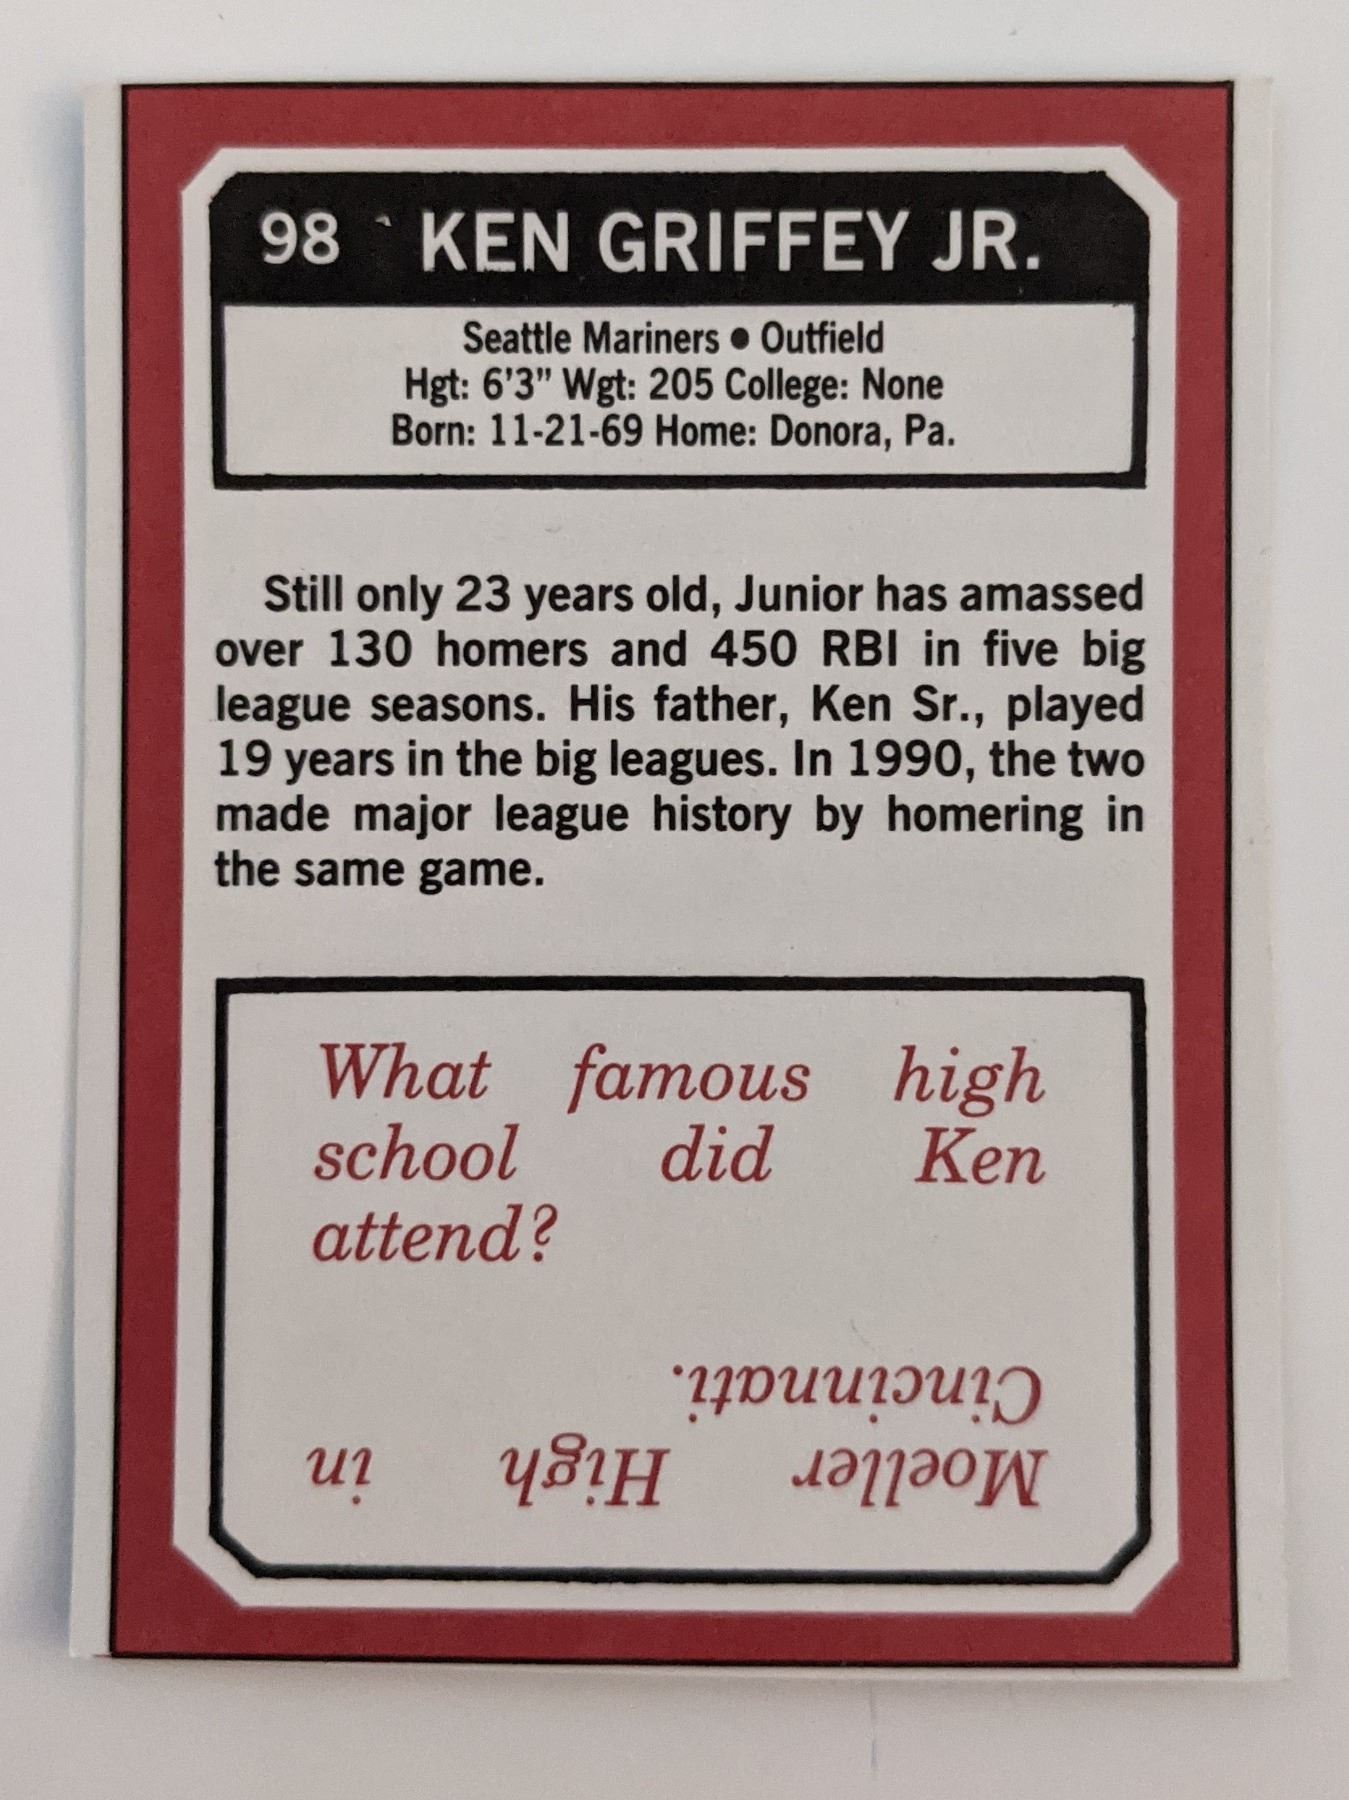 98 KEN GRIFFEY JR.
Seattle Mariners ● Outfield
Hgt: 6'3" Wgt: 205 College: None
Born: 11-21-69 Home: Donora, Pa.
Still only 23 years old, Junior has amassed
over 130 homers and 450 RBI in five big
league seasons. His father, Ken Sr., played
19 years in the big leagues. In 1990, the two
made major league history by homering in
the same game.
What famous high
school did Ken
attend?
Moeller High in
Cincinnati.